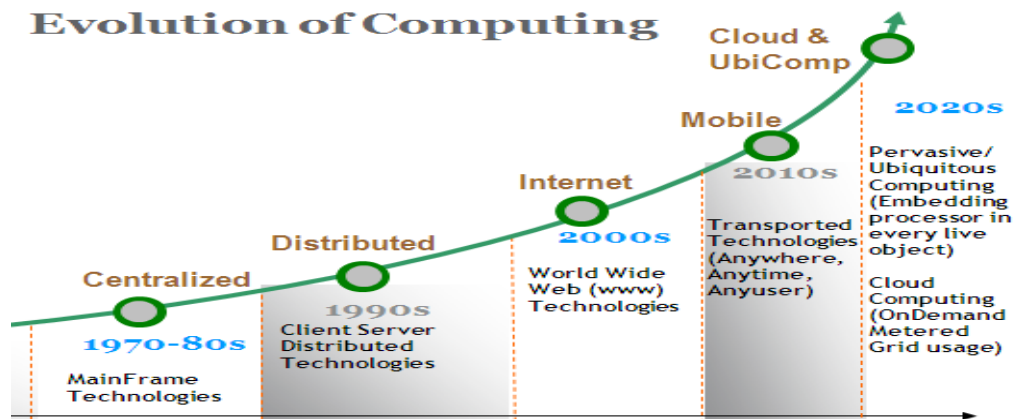 Evolution of Computing
Centralized
1970-80s
MainFrame
Technologies
Distributed
1990s
Client Server
Distributed
Technologies
Internet
2000s
World Wide
Web (www)
Technologies
Mobile
2010s
Transported
Technologies
(Anywhere,
Anytime,
Anyuser)
Cloud &
UbiComp
2020s
Pervasive/
Ubiquitous
Computing
(Embedding
processor in
every live
object)
Cloud
Computing
(OnDemand
Metered
Grid usage)